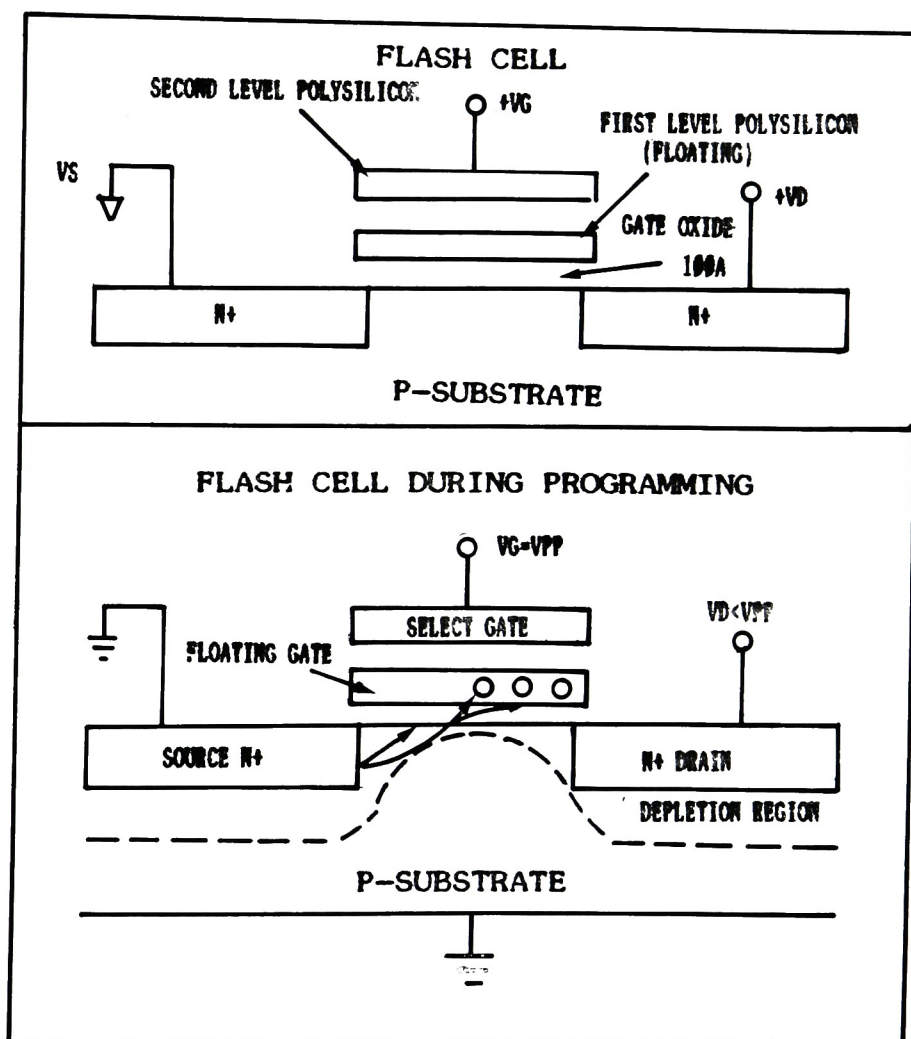 FLASH CELL
SECOND LEVEL POLYSILICON
+VG
FIRST LEVEL POLYSILICON
(FLOATING)
VS
+VD
GATE OXIDE
100A
N+
N+
P-SUBSTRATE
FLASH CELL DURING PROGRAMMING
VG=VPP
VD<VPP
SELECT GATE
FLOATING GATE
SOURCE N+
N+ DRAIN
DEPLETION REGION
P-SUBSTRATE